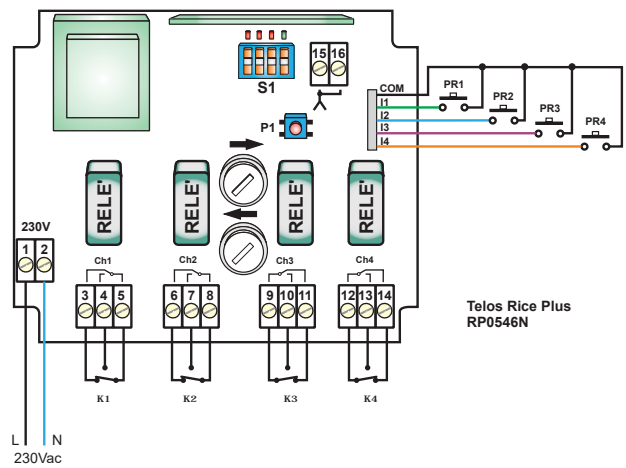 15 16
S1
COM
I1
I2
I3
I4
PR1
PR2
PR3
PR4
P1
RELE'
RELE'
RELE'
RELE'
230V
1 2
Ch1
Ch2
Ch3
Ch4
3 4 5
6 7 8
9 10 11
12 13 14
Telos Rice Plus
RP0546N
K1
K2
K3
K4
L N
230Vac